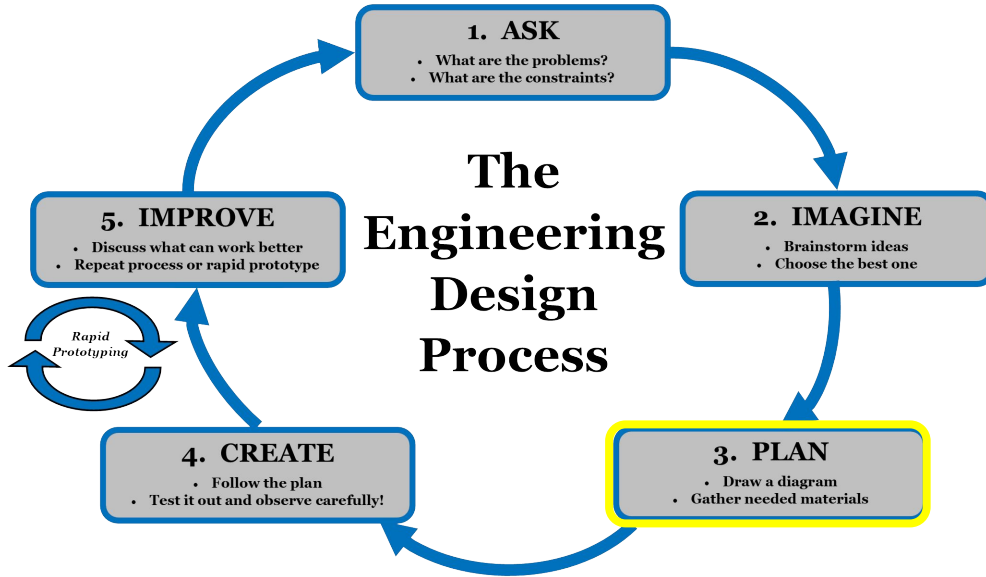 1. ASK
• What are the problems?
• What are the constraints?
The
Engineering
Design
Process
2. IMAGINE
• Brainstorm ideas
• Choose the best one
3. PLAN
• Draw a diagram
• Gather needed materials
4. CREATE
• Follow the plan
• Test it out and observe carefully!
5. IMPROVE
• Discuss what can work better
• Repeat process or rapid prototype
Rapid
Prototyping